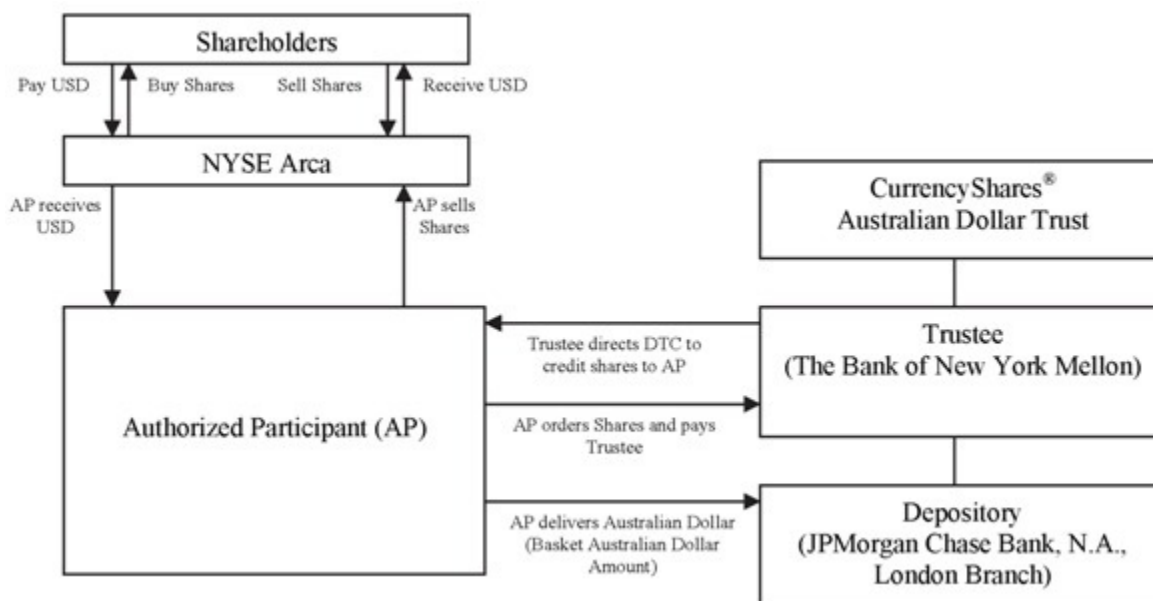 Shareholders
Pay USD
Buy Shares
Sell Shares
Receive USD
NYSE Arca
AP receives
USD
AP sells
Shares
CurrencyShares®
Australian Dollar Trust
Trustee
(The Bank of New York Mellon)
Trustee directs DTC to
credit shares to AP
Authorized Participant (AP)
AP orders Shares and pays
Trustee
AP delivers Australian Dollar
(Basket Australian Dollar
Amount)
Depository
(JPMorgan Chase Bank, N.A.,
London Branch)